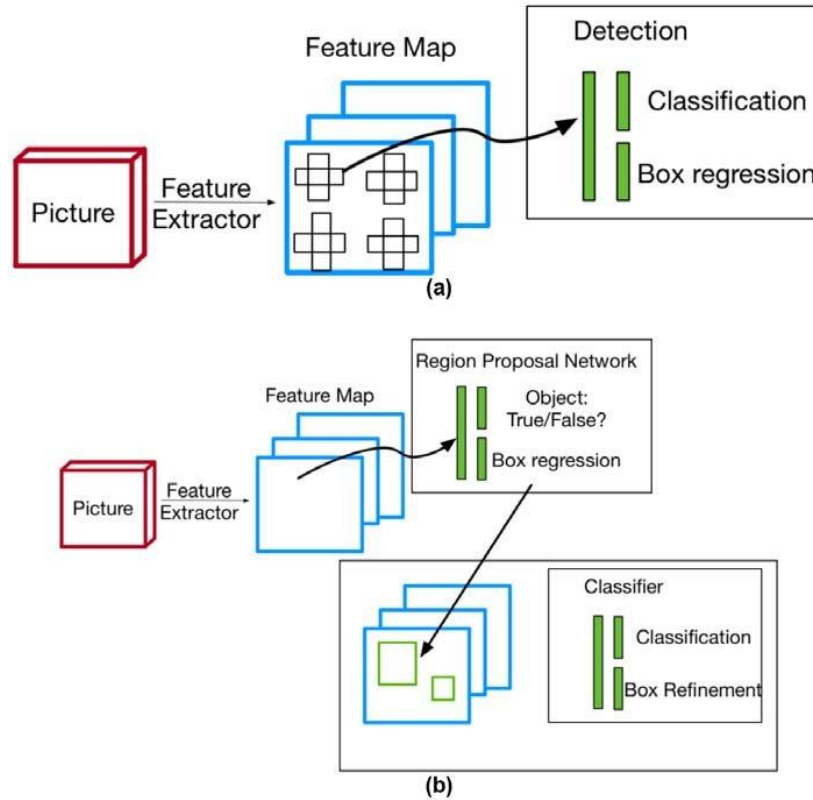 Feature Map
Detection
Classification
Box regression
Picture
Feature
Extractor
(a)
Region Proposal Network
Object:
True/False?
Box regression
Feature Map
Picture
Feature
Extractor
Classifier
Classification
Box Refinement
(b)